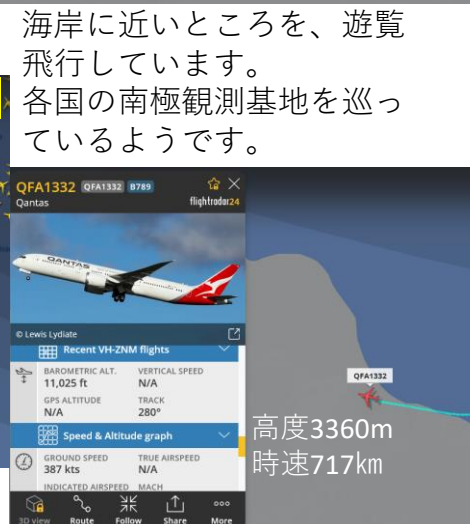 海岸に近いところを、遊覧
飛行しています。
各国の南極観測基地を巡っ
ているようです。
QFA1332 QFA1332 B789
Qantas flightradar24
QANTAS
© Lewis Lydiate
Recent VH-ZNM flights
BAROMETRIC ALT. VERTICAL SPEED
11,025 ft N/A
GPS ALTITUDE TRACK
N/A 280°
Speed & Altitude graph
GROUND SPEED TRUE AIRSPEED
387 kts N/A
INDICATED AIRSPEED MACH
3D view Route Follow Share More
QFA1332
高度3360m
時速717㎞